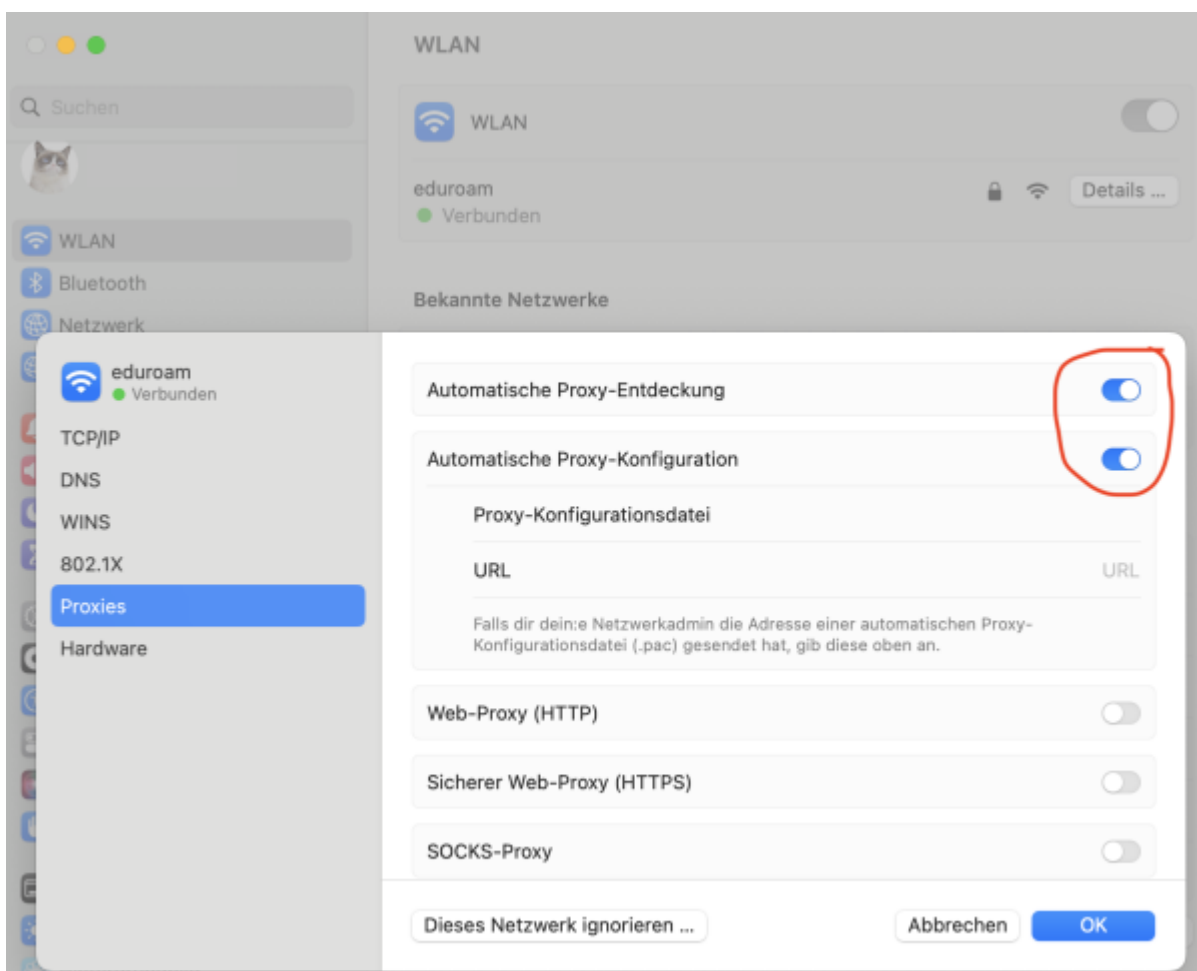 WLAN
Suchen
WLAN
eduroam
Verbunden
Details ...
WLAN
Bluetooth
Netzwerk
Bekannte Netzwerke
eduroam
Verbunden
TCP/IP
DNS
WINS
802.1X
Proxies
Hardware
Automatische Proxy-Entdeckung
Automatische Proxy-Konfiguration
Proxy-Konfigurationsdatei
URL URL
Falls dir dein:e Netzwerkadmin die Adresse einer automatischen Proxy-
Konfigurationsdatei (.pac) gesendet hat, gib diese oben an.
Web-Proxy (HTTP)
Sicherer Web-Proxy (HTTPS)
SOCKS-Proxy
Dieses Netzwerk ignorieren ...
Abbrechen
OK